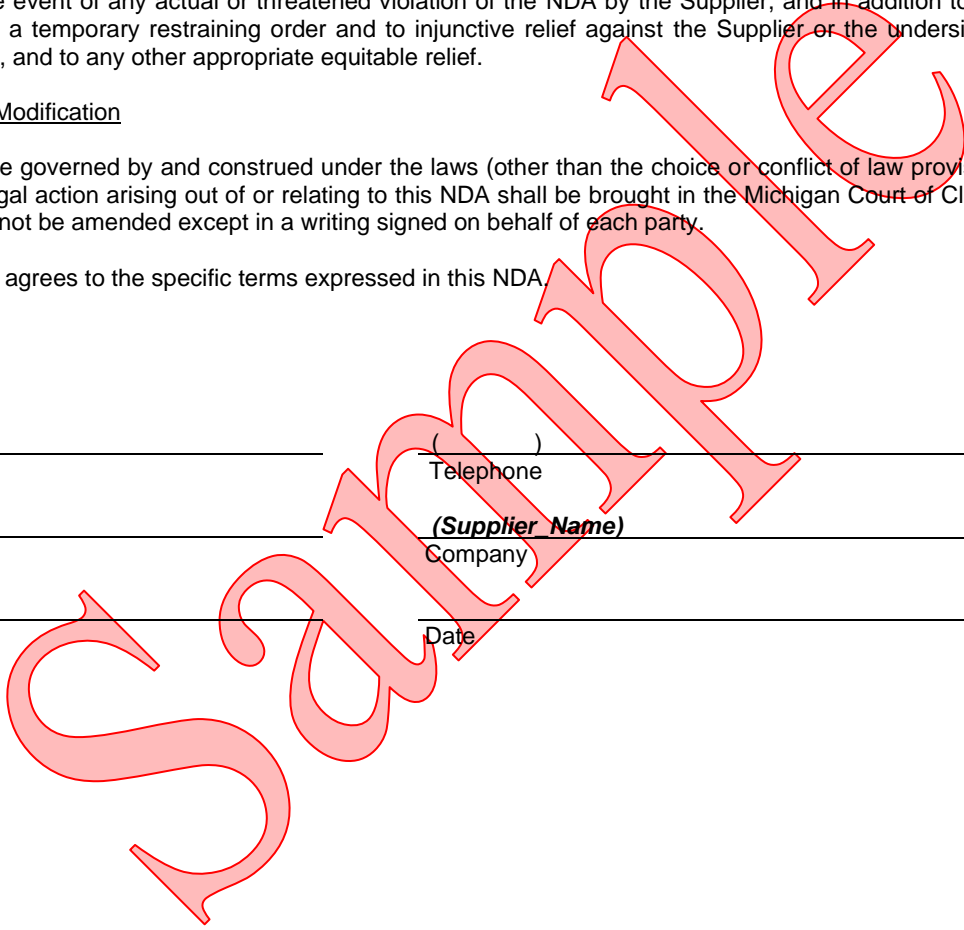 e event of any actual or threatened violation of the NDA by the Supplier, and in addition to
a temporary restraining order and to injunctive relief against the Supplier or the undersi
, and to any other appropriate equitable relief.
Modification
e governed by and construed under the laws (other than the choice or conflict of law provi
gal action arising out of or relating to this NDA shall be brought in the Michigan Court of Cl
not be amended except in a writing signed on behalf of each party.
agrees to the specific terms expressed in this NDA.
( )
Telephone
(Supplier_Name)
Company
Date
Sample